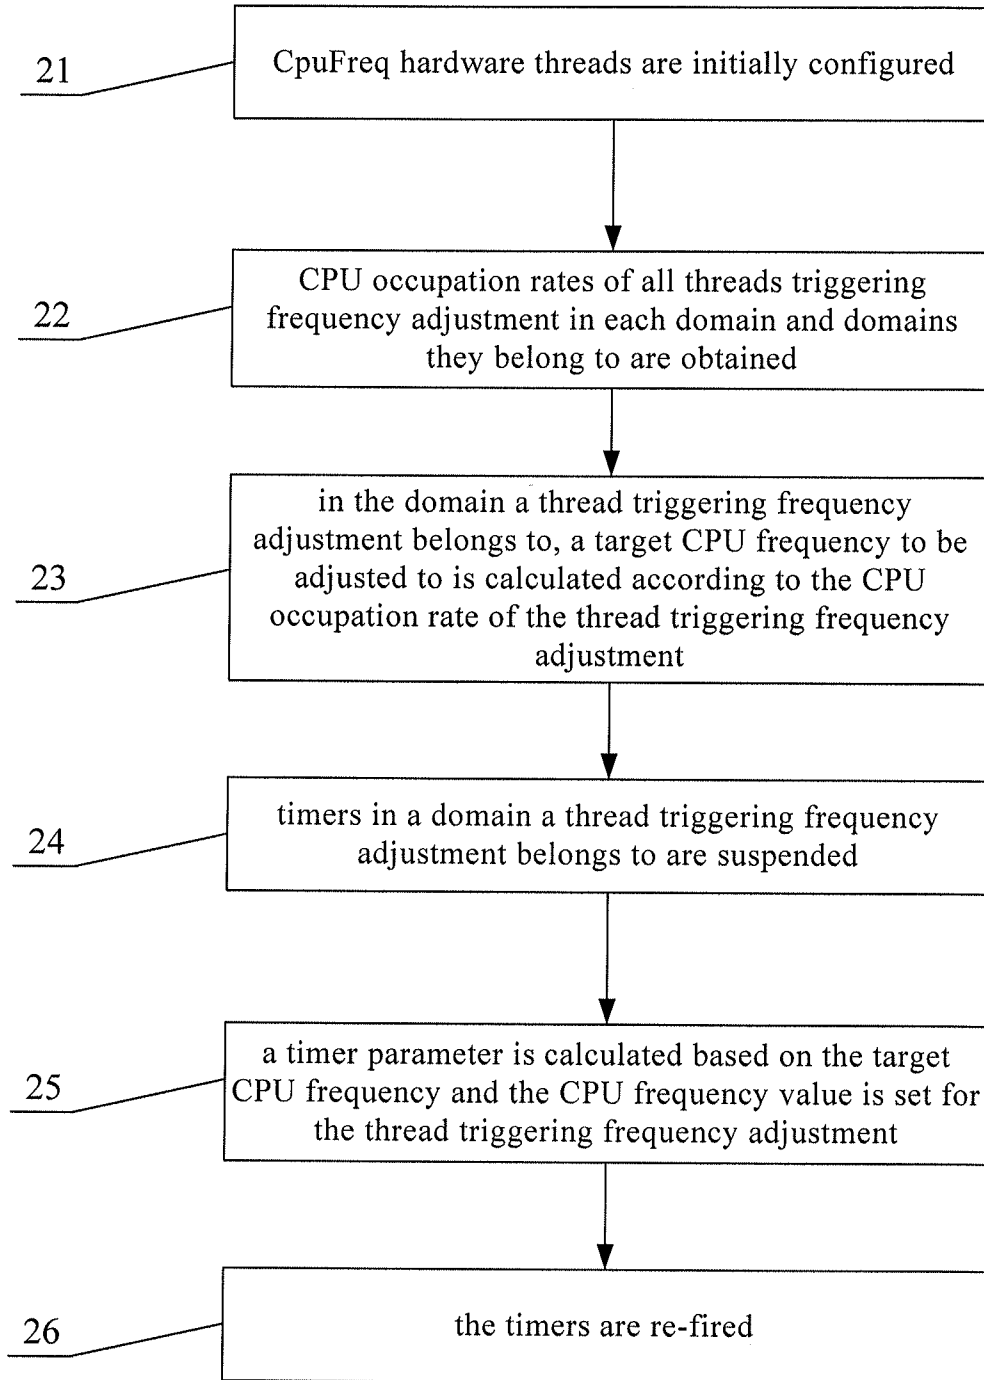 21
CpuFreq hardware threads are initially configured
22
CPU occupation rates of all threads triggering
frequency adjustment in each domain and domains
they belong to are obtained
23
in the domain a thread triggering frequency
adjustment belongs to, a target CPU frequency to be
adjusted to is calculated according to the CPU
occupation rate of the thread triggering frequency
adjustment
24
timers in a domain a thread triggering frequency
adjustment belongs to are suspended
25
a timer parameter is calculated based on the target
CPU frequency and the CPU frequency value is set for
the thread triggering frequency adjustment
26
the timers are re-fired